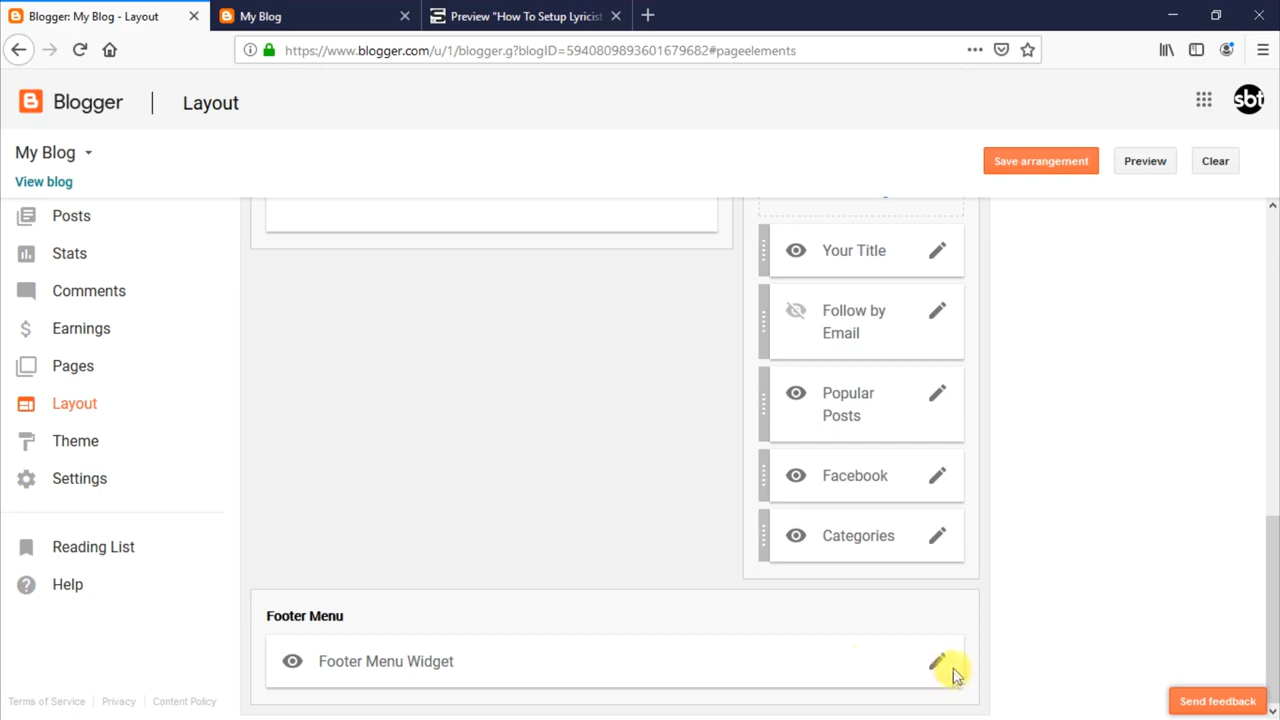 Blogger: My Blog - Layout
My Blog
Preview "How To Setup Lyricist
https://www.blogger.com/u/1/blogger.g?blogID=5940809893601679682#pageelements
Blogger
Layout
sbt
My Blog
Save arrangement
Preview
Clear
View blog
Posts
Stats
Comments
Earnings
Pages
Layout
Theme
Settings
Reading List
Help
Your Title
Follow by
Email
Popular
Posts
Facebook
Categories
Footer Menu
Footer Menu Widget
Terms of Service
Privacy
Content Policy
Send feedback